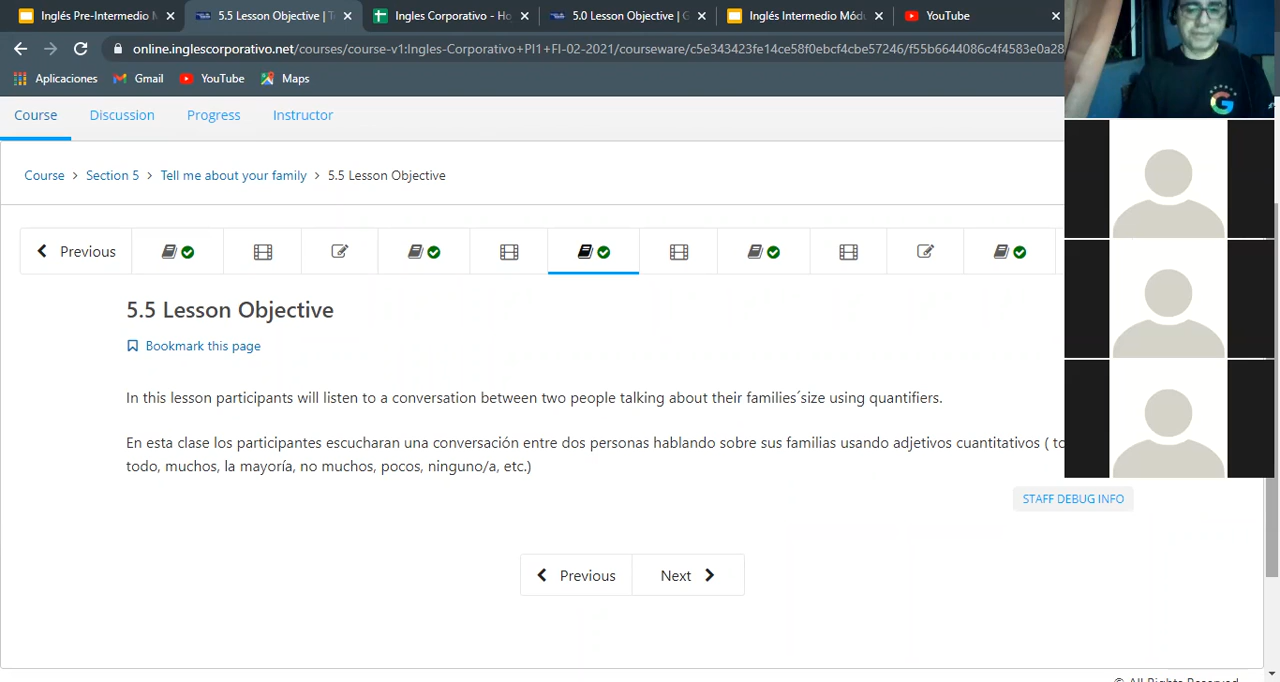 Inglés Pre-Intermedio
5.5 Lesson Objective | T
Ingles Corporativo - Ho
5.0 Lesson Objective | G
Inglés Intermedio Módu
YouTube
online.inglescorporativo.net/courses/course-v1:Ingles-Corporativo+PI1+FI-02-2021/courseware/c5e343423fe14ce58f0ebcf4cbe57246/f55b6644086c4f4583e0a28
Aplicaciones Gmail YouTube Maps
Course Discussion Progress Instructor
Course > Section 5 > Tell me about your family > 5.5 Lesson Objective
Previous
5.5 Lesson Objective
Bookmark this page
In this lesson participants will listen to a conversation between two people talking about their families´size using quantifiers.
En esta clase los participantes escucharan una conversación entre dos personas hablando sobre sus familias usando adjetivos cuantitativos ( to
todo, muchos, la mayoría, no muchos, pocos, ninguno/a, etc.)
STAFF DEBUG INFO
Previous Next
G